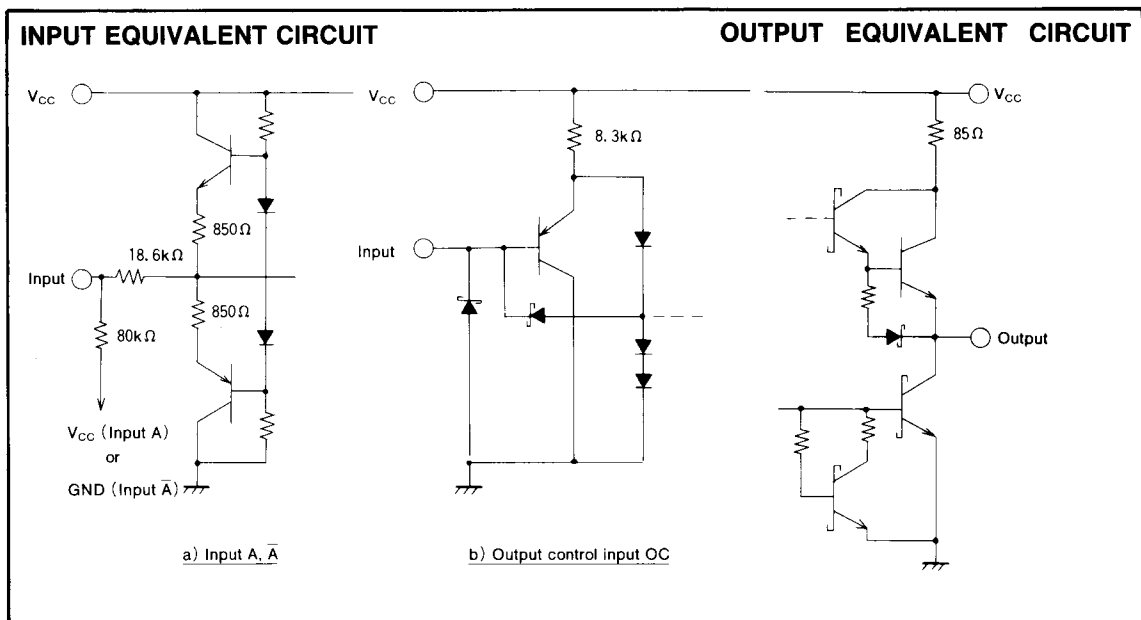 INPUT EQUIVALENT CIRCUIT
OUTPUT EQUIVALENT CIRCUIT
VCC
850Ω
18.6kΩ
Input
850Ω
80kΩ
VCC (Input A)
or
GND (Input A̅)
a) Input A, A̅
VCC
8.3kΩ
Input
b) Output control input OC
VCC
85Ω
Output